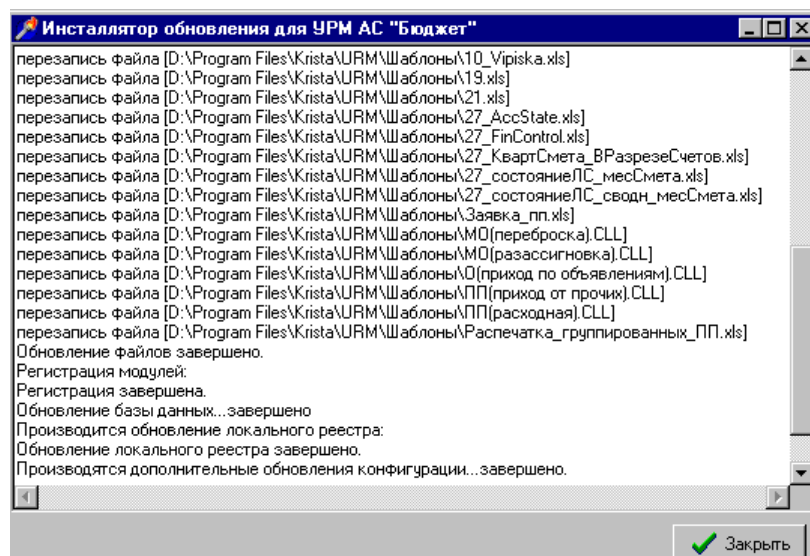 Инсталлятор обновления для УРМ АС "Бюджет"
перезапись файла [D:\Program Files\Krista\URM\Шаблоны\10_Vipiska.xls]
перезапись файла [D:\Program Files\Krista\URM\Шаблоны\19.xls]
перезапись файла [D:\Program Files\Krista\URM\Шаблоны\21.xls]
перезапись файла [D:\Program Files\Krista\URM\Шаблоны\27_AccState.xls]
перезапись файла [D:\Program Files\Krista\URM\Шаблоны\27_FinControl.xls]
перезапись файла [D:\Program Files\Krista\URM\Шаблоны\27_КвартСмета_ВРазрезеСчетов.xls]
перезапись файла [D:\Program Files\Krista\URM\Шаблоны\27_состояниеЛС_месСмета.xls]
перезапись файла [D:\Program Files\Krista\URM\Шаблоны\27_состояниеЛС_сводн_месСмета.xls]
перезапись файла [D:\Program Files\Krista\URM\Шаблоны\Заявка_пп.xls]
перезапись файла [D:\Program Files\Krista\URM\Шаблоны\МО(переброска).CLL]
перезапись файла [D:\Program Files\Krista\URM\Шаблоны\МО(разассигновка).CLL]
перезапись файла [D:\Program Files\Krista\URM\Шаблоны\О(приход по объявлениям).CLL]
перезапись файла [D:\Program Files\Krista\URM\Шаблоны\ПП(приход от прочих).CLL]
перезапись файла [D:\Program Files\Krista\URM\Шаблоны\ПП(расходная).CLL]
перезапись файла [D:\Program Files\Krista\URM\Шаблоны\Распечатка_группированных_ПП.xls]
Обновление файлов завершено.
Регистрация модулей:
Регистрация завершена.
Обновление базы данных...завершено
Производится обновление локального реестра:
Обновление локального реестра завершено.
Производятся дополнительные обновления конфигурации...завершено.
Закрыть